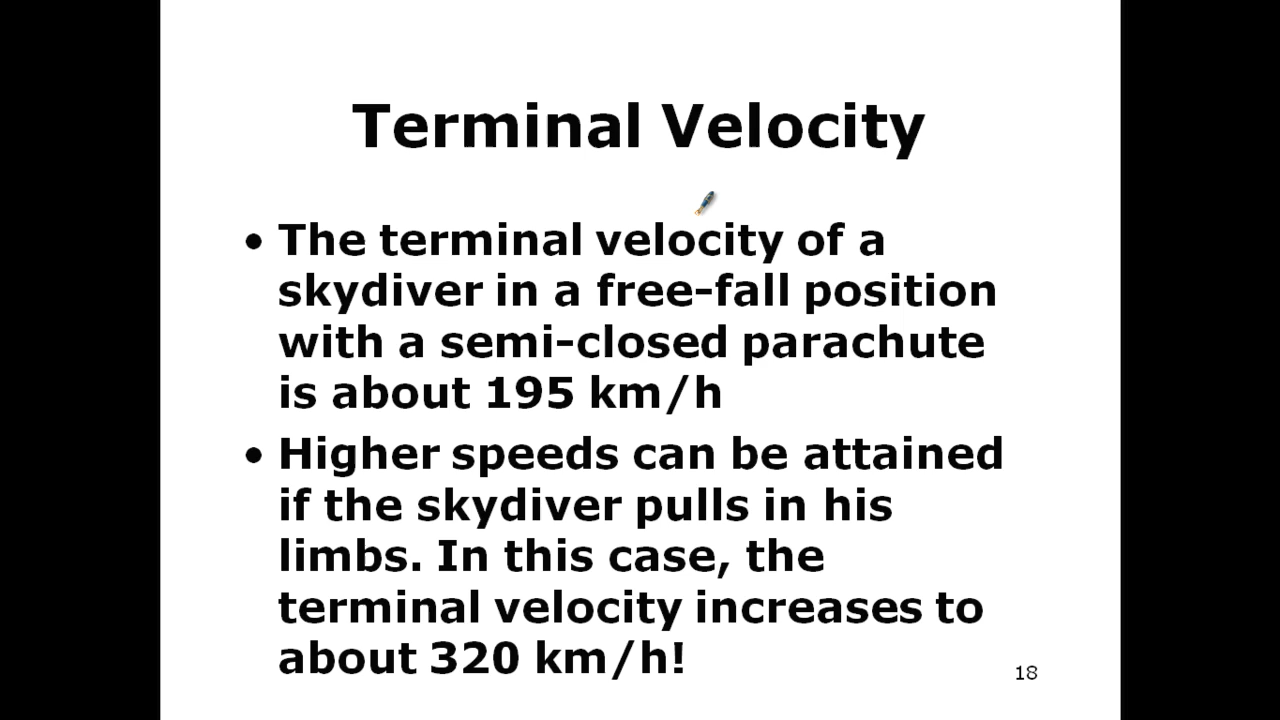 Terminal Velocity
• The terminal velocity of a
skydiver in a free-fall position
with a semi-closed parachute
is about 195 km/h
• Higher speeds can be attained
if the skydiver pulls in his
limbs. In this case, the
terminal velocity increases to
about 320 km/h!
18